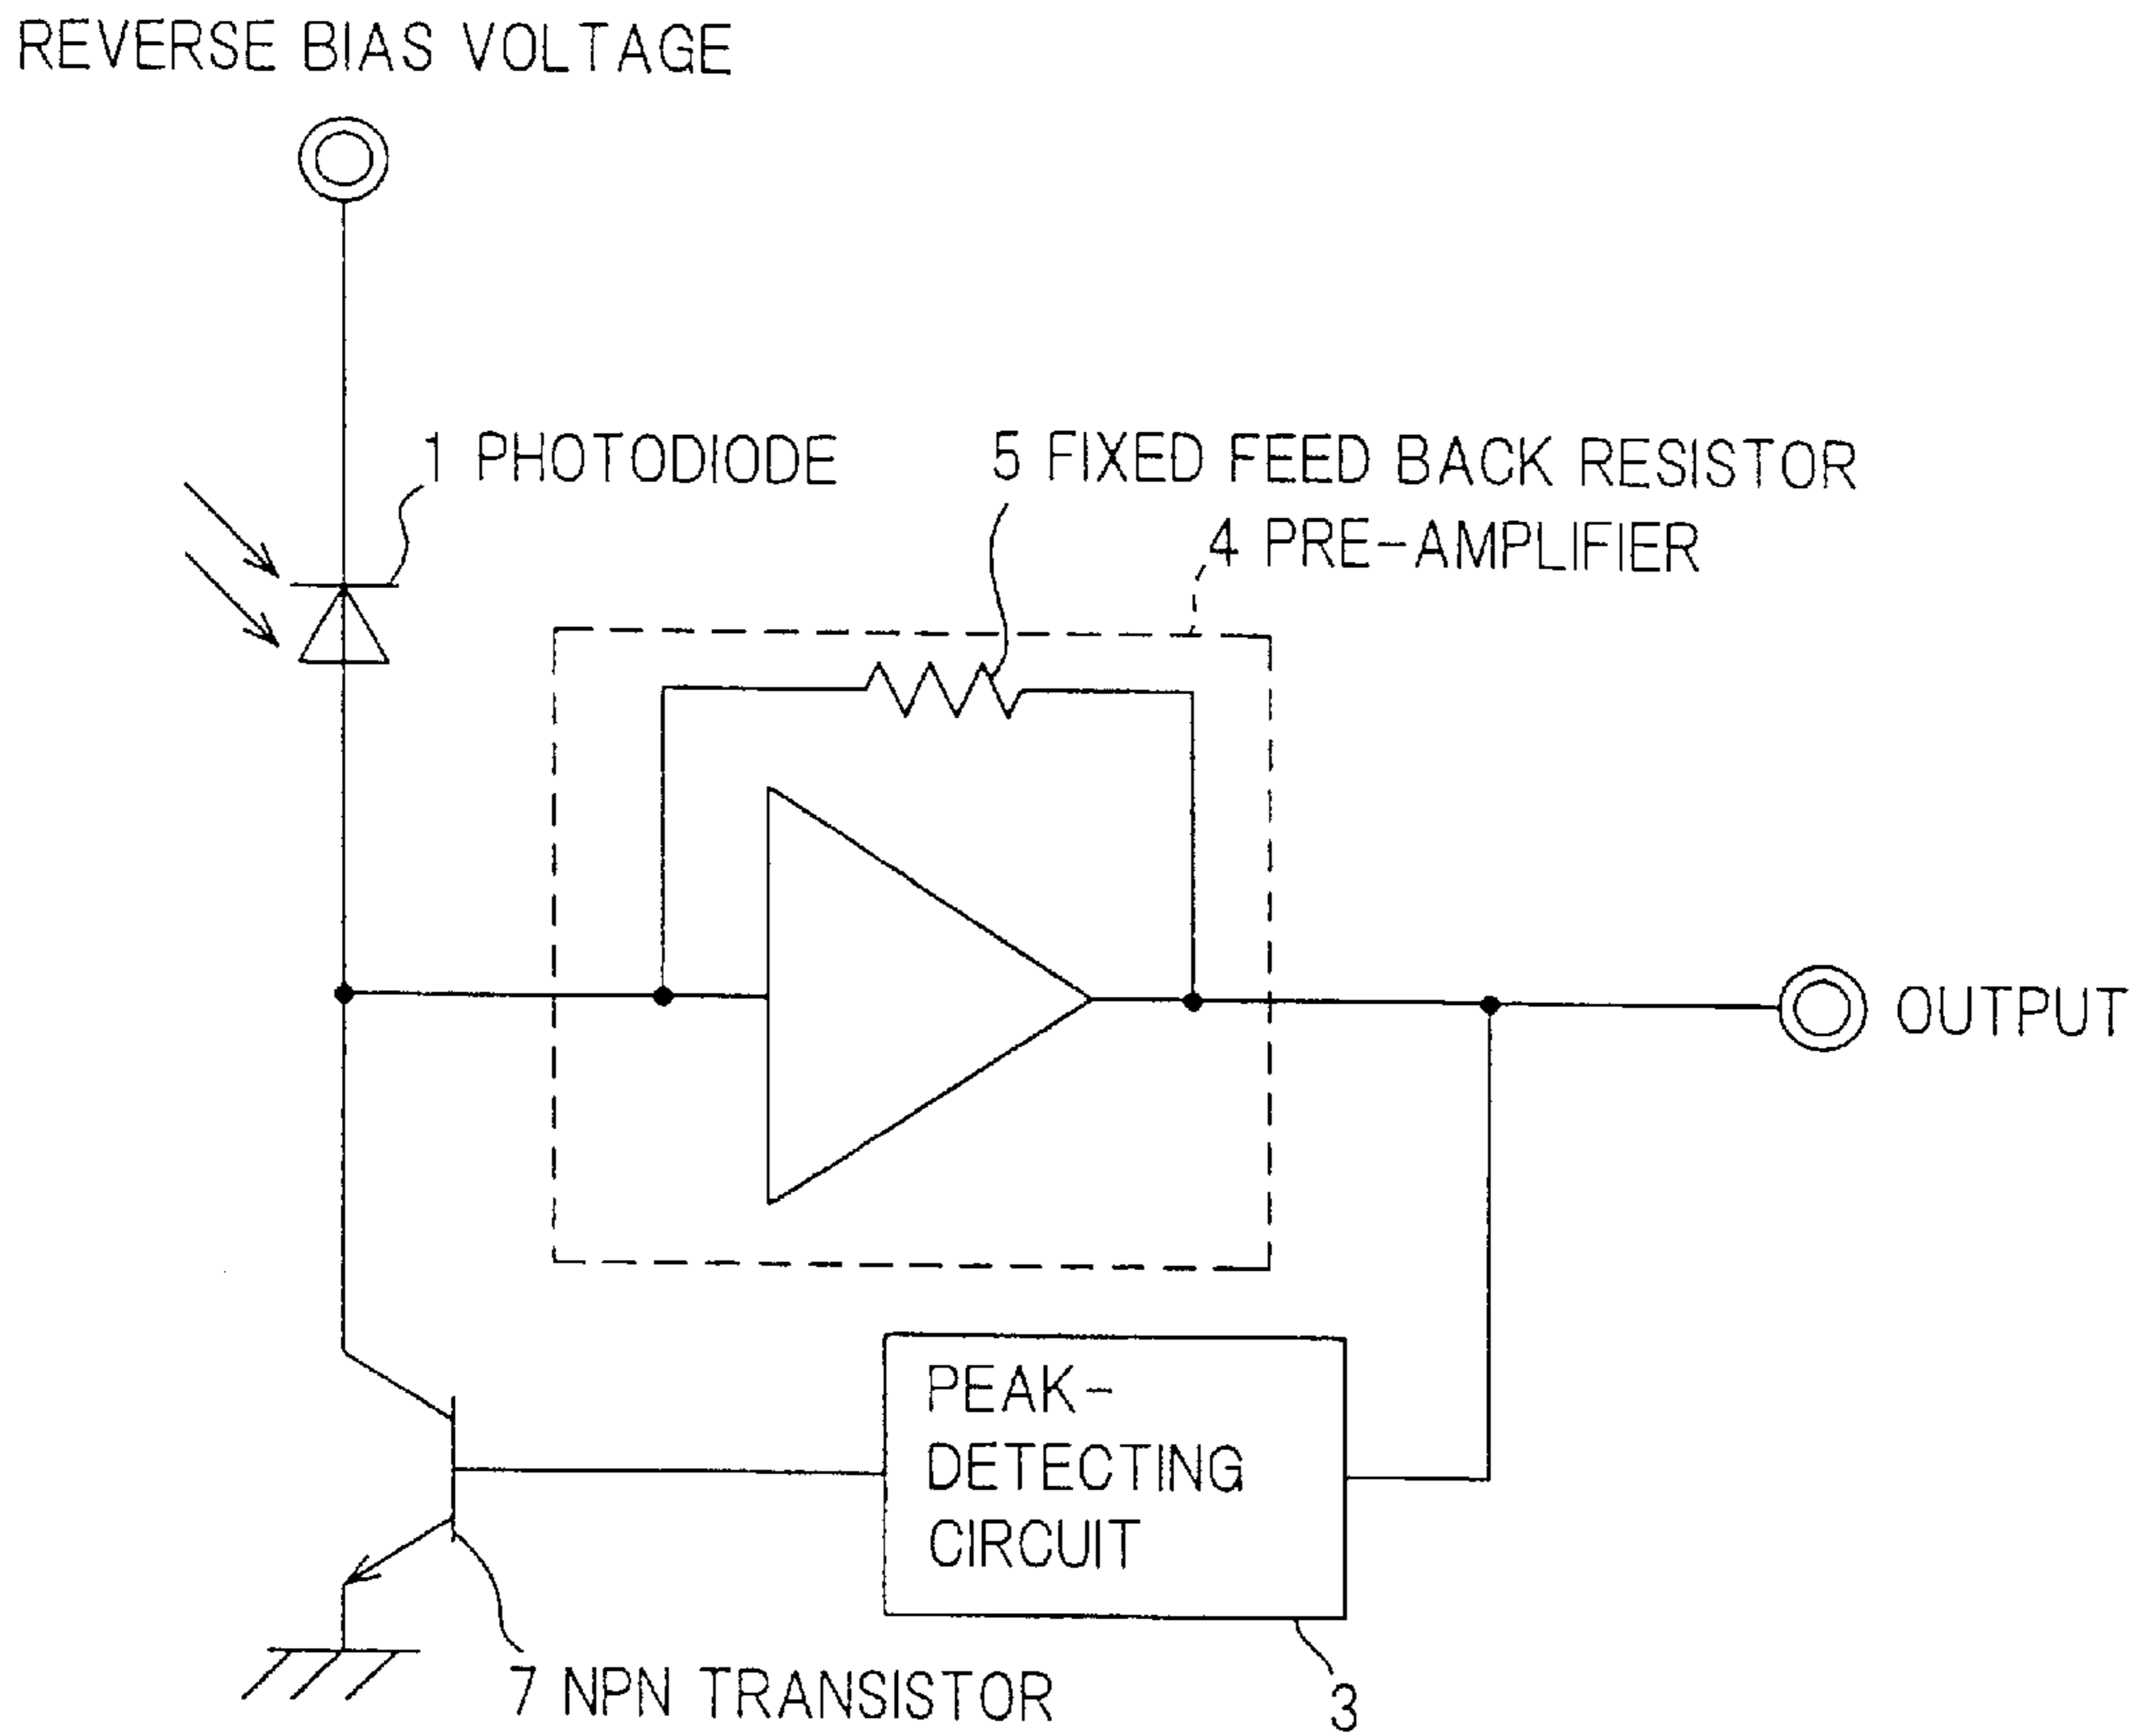 REVERSE BIAS VOLTAGE
1 PHOTODIODE
5 FIXED FEED BACK RESISTOR
4 PRE-AMPLIFIER
OUTPUT
PEAK-
DETECTING
CIRCUIT
7 NPN TRANSISTOR
3